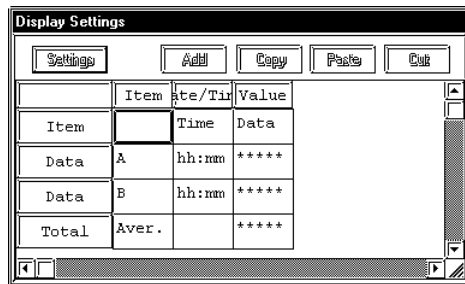 Display Settings
Settings Add Copy Paste Cut
Item ate/Tir Value
Item Time Data
Data A hh:mm *****
Data B hh:mm *****
Total Aver. *****